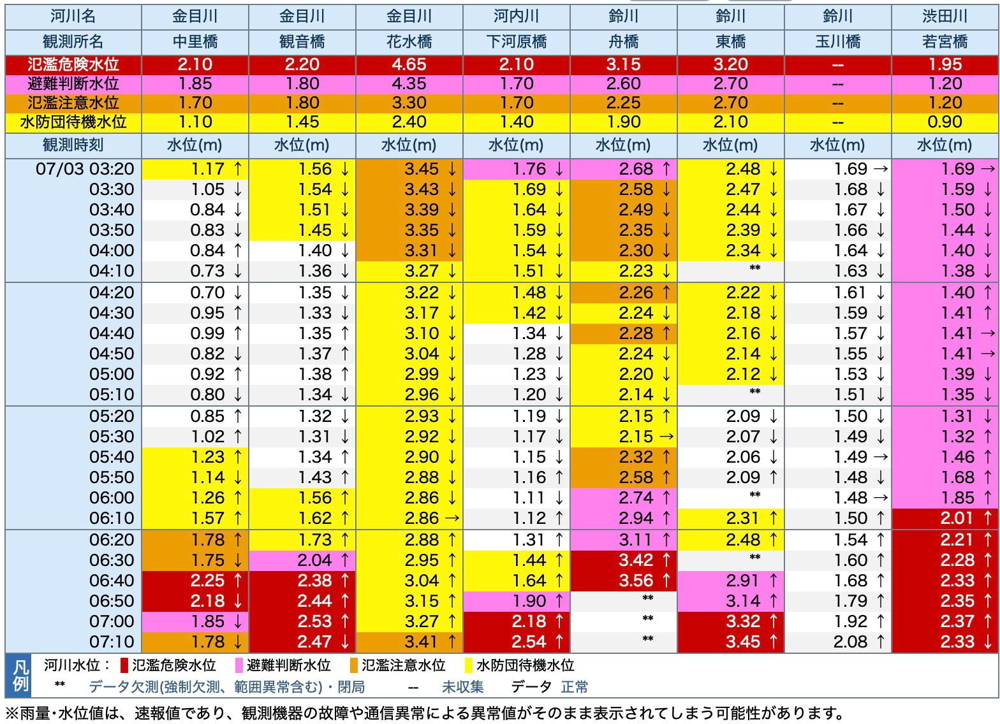 河川名 金目川 金目川 金目川 河内川 鈴川 鈴川 鈴川 渋田川
観測所名 中里橋 観音橋 花水橋 下河原橋 舟橋 東橋 玉川橋 若宮橋
氾濫危険水位 2.10 2.20 4.65 2.10 3.15 3.20 -- 1.95
避難判断水位 1.85 1.80 4.35 1.70 2.60 2.70 -- 1.20
氾濫注意水位 1.70 1.80 3.30 1.70 2.25 2.70 -- 1.20
水防団待機水位 1.10 1.45 2.40 1.40 1.90 2.10 -- 0.90
観測時刻 水位(m) 水位(m) 水位(m) 水位(m) 水位(m) 水位(m) 水位(m) 水位(m)
07/03 03:20 1.17 ↑ 1.56 ↓ 3.45 ↓ 1.76 ↓ 2.68 ↑ 2.48 ↓ 1.69 → 1.69 →
03:30 1.05 ↓ 1.54 ↓ 3.43 ↓ 1.69 ↓ 2.58 ↓ 2.47 ↓ 1.68 ↓ 1.59 ↓
03:40 0.84 ↓ 1.51 ↓ 3.39 ↓ 1.64 ↓ 2.49 ↓ 2.44 ↓ 1.67 ↓ 1.50 ↓
03:50 0.83 ↓ 1.45 ↓ 3.35 ↓ 1.59 ↓ 2.35 ↓ 2.39 ↓ 1.66 ↓ 1.44 ↓
04:00 0.84 ↑ 1.40 ↓ 3.31 ↓ 1.54 ↓ 2.30 ↓ 2.34 ↓ 1.64 ↓ 1.40 ↓
04:10 0.73 ↓ 1.36 ↓ 3.27 ↓ 1.51 ↓ 2.23 ↓ ** 1.63 ↓ 1.38 ↓
04:20 0.70 ↓ 1.35 ↓ 3.22 ↓ 1.48 ↓ 2.26 ↑ 2.22 ↓ 1.61 ↓ 1.40 ↑
04:30 0.95 ↑ 1.33 ↓ 3.17 ↓ 1.42 ↓ 2.24 ↓ 2.18 ↓ 1.59 ↓ 1.41 ↑
04:40 0.99 ↑ 1.35 ↑ 3.10 ↓ 1.34 ↓ 2.28 ↑ 2.16 ↓ 1.57 ↓ 1.41 →
04:50 0.82 ↓ 1.37 ↑ 3.04 ↓ 1.28 ↓ 2.24 ↓ 2.14 ↓ 1.55 ↓ 1.41 →
05:00 0.92 ↑ 1.38 ↑ 2.99 ↓ 1.23 ↓ 2.20 ↓ 2.12 ↓ 1.53 ↓ 1.39 ↓
05:10 0.80 ↓ 1.34 ↓ 2.96 ↓ 1.20 ↓ 2.14 ↓ ** 1.51 ↓ 1.35 ↓
05:20 0.85 ↑ 1.32 ↓ 2.93 ↓ 1.19 ↓ 2.15 ↑ 2.09 ↓ 1.50 ↓ 1.31 ↓
05:30 1.02 ↑ 1.31 ↓ 2.92 ↓ 1.17 ↓ 2.15 → 2.07 ↓ 1.49 ↓ 1.32 ↑
05:40 1.23 ↑ 1.34 ↑ 2.90 ↓ 1.15 ↓ 2.32 ↑ 2.06 ↓ 1.49 → 1.46 ↑
05:50 1.14 ↓ 1.43 ↑ 2.88 ↓ 1.16 ↑ 2.58 ↑ 2.09 ↑ 1.48 ↓ 1.68 ↑
06:00 1.26 ↑ 1.56 ↑ 2.86 ↓ 1.11 ↓ 2.74 ↑ ** 1.48 → 1.85 ↑
06:10 1.57 ↑ 1.62 ↑ 2.86 → 1.12 ↑ 2.94 ↑ 2.31 ↑ 1.50 ↑ 2.01 ↑
06:20 1.78 ↑ 1.73 ↑ 2.88 ↑ 1.31 ↑ 3.11 ↑ 2.48 ↑ 1.54 ↑ 2.21 ↑
06:30 1.75 ↓ 2.04 ↑ 2.95 ↑ 1.44 ↑ 3.42 ↑ ** 1.60 ↑ 2.28 ↑
06:40 2.25 ↑ 2.38 ↑ 3.04 ↑ 1.64 ↑ 3.56 ↑ 2.91 ↑ 1.68 ↑ 2.33 ↑
06:50 2.18 ↓ 2.44 ↑ 3.15 ↑ 1.90 ↑ ** 3.14 ↑ 1.79 ↑ 2.35 ↑
07:00 1.85 ↓ 2.53 ↑ 3.27 ↑ 2.18 ↑ ** 3.32 ↑ 1.92 ↑ 2.37 ↑
07:10 1.78 ↓ 2.47 ↓ 3.41 ↑ 2.54 ↑ ** 3.45 ↑ 2.08 ↑ 2.33 ↓
凡例
河川水位： 氾濫危険水位 避難判断水位 氾濫注意水位 水防団待機水位
** データ欠測(強制欠測、範囲異常含む)・閉局 -- 未収集 データ 正常
※雨量･水位値は、速報値であり、観測機器の故障や通信異常による異常値がそのまま表示されてしまう可能性があります。